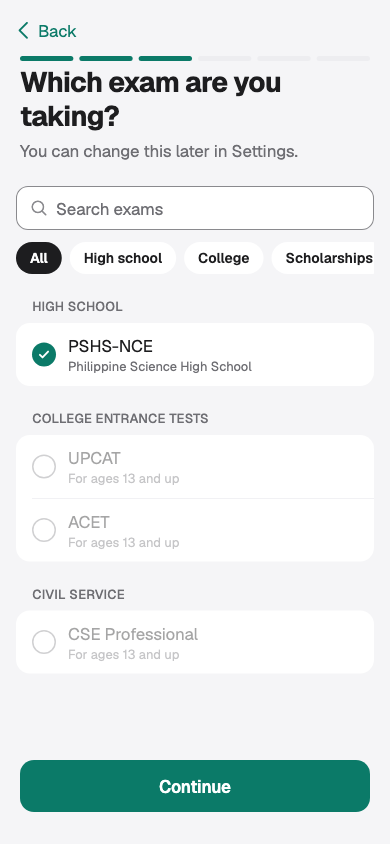 Back
Which exam are you
taking?
You can change this later in Settings.
Search exams
All
High school
College
Scholarships
HIGH SCHOOL
PSHS-NCE
Philippine Science High School
COLLEGE ENTRANCE TESTS
UPCAT
For ages 13 and up
ACET
For ages 13 and up
CIVIL SERVICE
CSE Professional
For ages 13 and up
Continue